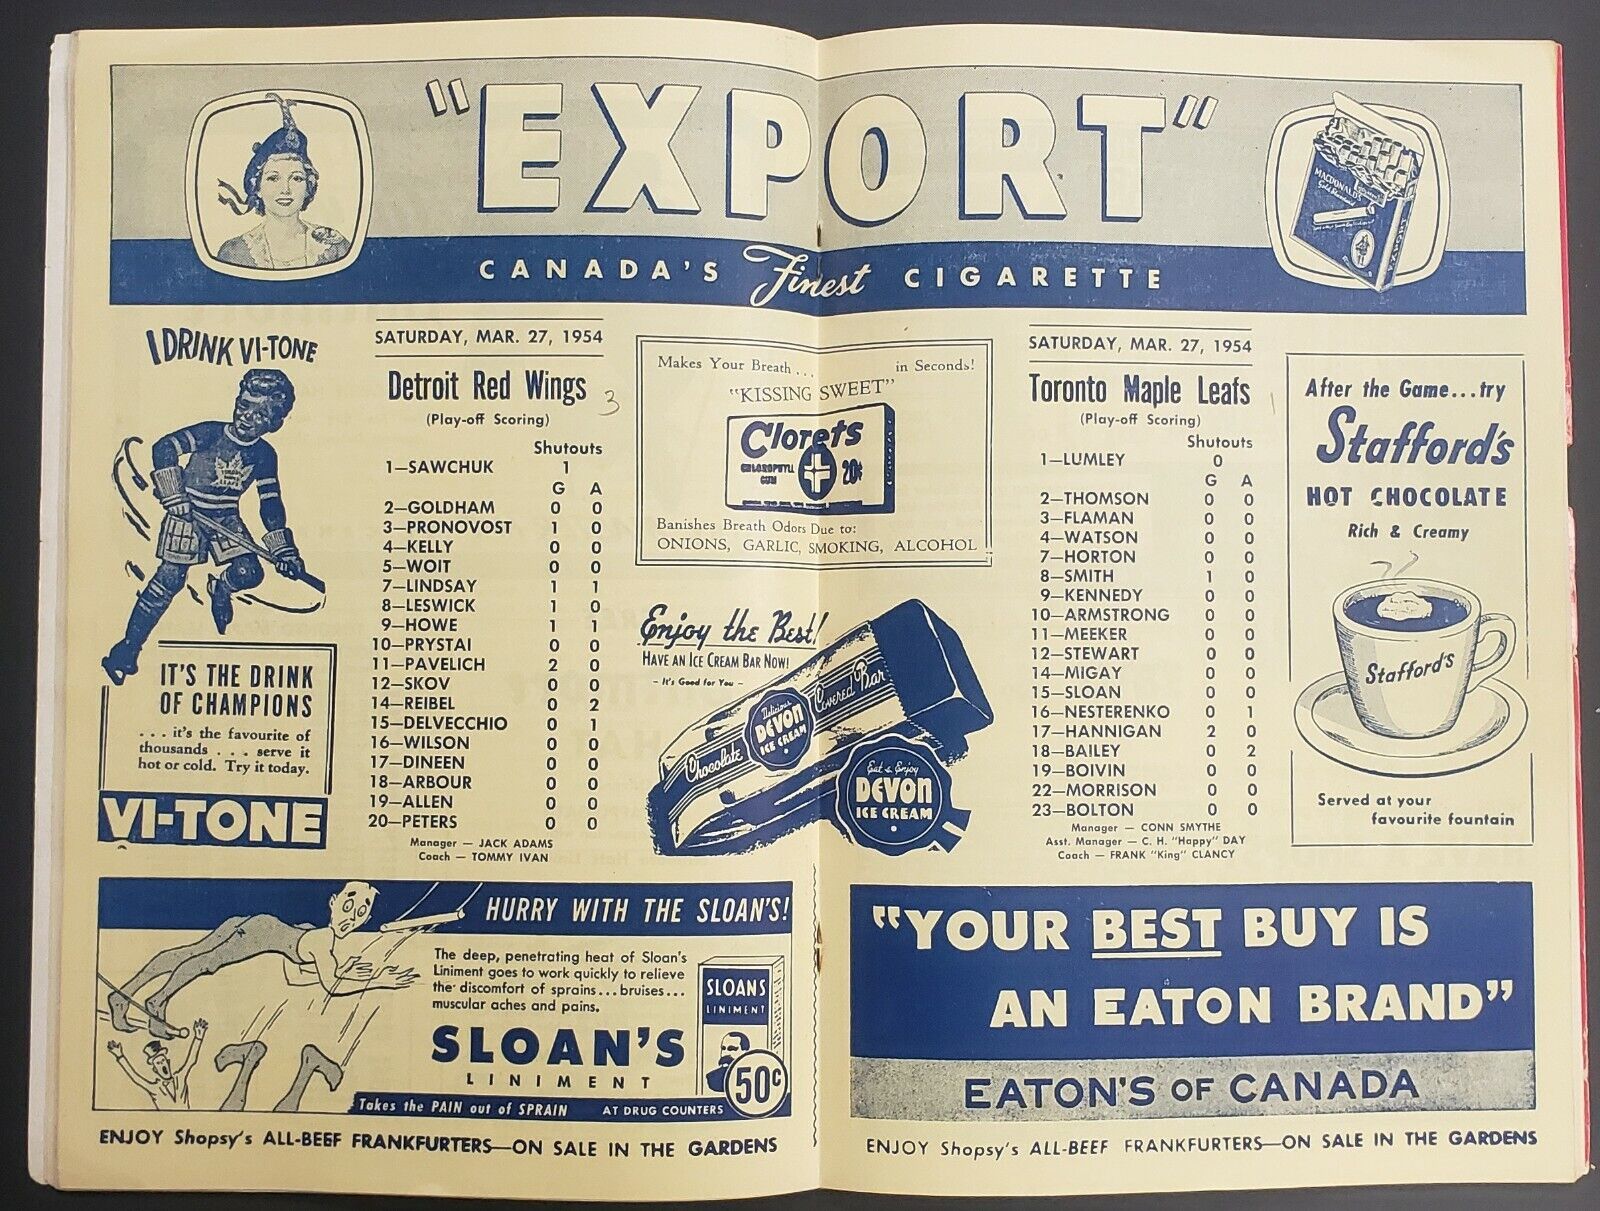 "EXPORT"
CANADA'S Finest CIGARETTE
MACDONALD'S
Gold Standard
EXPORT
I DRINK VI-TONE
IT'S THE DRINK
OF CHAMPIONS
. . . it's the favourite of
thousands . . . serve it
hot or cold. Try it today.
VI-TONE
SATURDAY, MAR. 27, 1954
Detroit Red Wings 3
(Play-off Scoring)
Shutouts
1—SAWCHUK 1
G A
2—GOLDHAM 0 0
3—PRONOVOST 1 0
4—KELLY 0 0
5—WOIT 0 0
7—LINDSAY 1 1
8—LESWICK 1 0
9—HOWE 1 1
10—PRYSTAI 0 0
11—PAVELICH 2 0
12—SKOV 0 0
14—REIBEL 0 2
15—DELVECCHIO 0 1
16—WILSON 0 0
17—DINEEN 0 0
18—ARBOUR 0 0
19—ALLEN 0 0
20—PETERS 0 0
Manager — JACK ADAMS
Coach — TOMMY IVAN
Makes Your Breath . . . in Seconds!
"KISSING SWEET"
Clorets
CHLOROPHYLL
GUM
20¢
Banishes Breath Odors Due to:
ONIONS, GARLIC, SMOKING, ALCOHOL
Enjoy the Best!
HAVE AN ICE CREAM BAR NOW!
- It's Good for You -
Chocolate Covered Bar
Delicious
DEVON
ICE CREAM
Eat & Enjoy
DEVON
ICE CREAM
SATURDAY, MAR. 27, 1954
Toronto Maple Leafs 1
(Play-off Scoring)
Shutouts
1—LUMLEY 0
G A
2—THOMSON 0 0
3—FLAMAN 0 0
4—WATSON 0 0
7—HORTON 0 0
8—SMITH 1 0
9—KENNEDY 0 0
10—ARMSTRONG 0 0
11—MEEKER 0 0
12—STEWART 0 0
14—MIGAY 0 0
15—SLOAN 0 0
16—NESTERENKO 0 1
17—HANNIGAN 2 0
18—BAILEY 0 2
19—BOIVIN 0 0
22—MORRISON 0 0
23—BOLTON 0 0
Manager — CONN SMYTHE
Asst. Manager — C. H. "Happy" DAY
Coach — FRANK "King" CLANCY
After the Game...try
Stafford's
HOT CHOCOLATE
Rich & Creamy
Stafford's
Served at your
favourite fountain
HURRY WITH THE SLOAN'S!
The deep, penetrating heat of Sloan's
Liniment goes to work quickly to relieve
the discomfort of sprains...bruises...
muscular aches and pains.
SLOAN'S
LINIMENT
Takes the PAIN out of SPRAIN AT DRUG COUNTERS
SLOANS
LINIMENT
50¢
"YOUR BEST BUY IS
AN EATON BRAND"
EATON'S OF CANADA
ENJOY Shopsy's ALL-BEEF FRANKFURTERS—ON SALE IN THE GARDENS
ENJOY Shopsy's ALL-BEEF FRANKFURTERS—ON SALE IN THE GARDENS